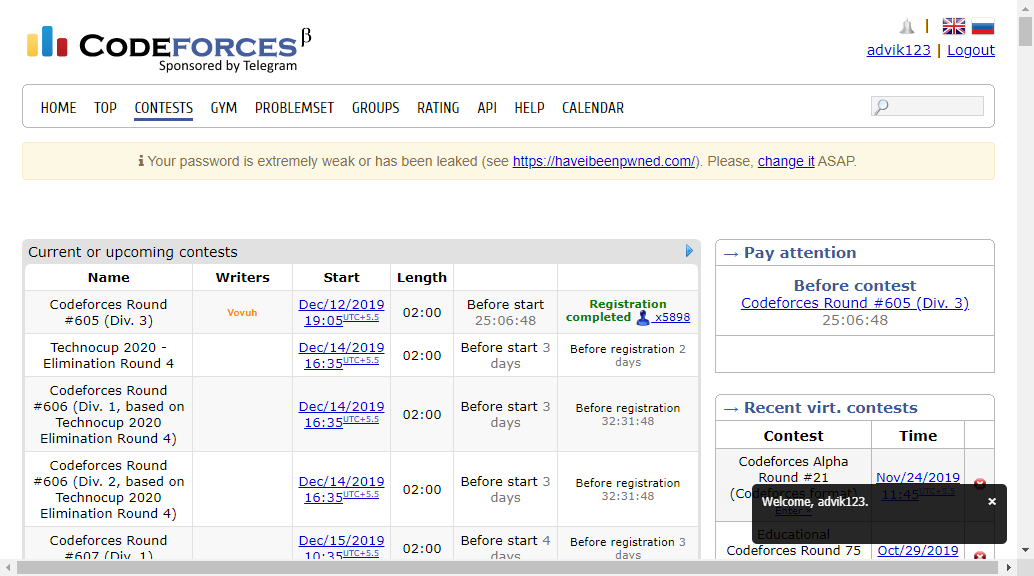 CODEFORCES β
Sponsored by Telegram
|
advik123 | Logout
HOME TOP CONTESTS GYM PROBLEMSET GROUPS RATING API HELP CALENDAR
Your password is extremely weak or has been leaked (see https://haveibeenpwned.com/). Please, change it ASAP.
Current or upcoming contests
Name Writers Start Length
Codeforces Round
#605 (Div. 3)
Vovuh
Dec/12/2019
19:05 UTC+5.5
02:00
Before start
25:06:48
Registration
completed x5898
Technocup 2020 -
Elimination Round 4
Dec/14/2019
16:35 UTC+5.5
02:00
Before start 3
days
Before registration 2
days
Codeforces Round
#606 (Div. 1, based on
Technocup 2020
Elimination Round 4)
Dec/14/2019
16:35 UTC+5.5
02:00
Before start 3
days
Before registration
32:31:48
Codeforces Round
#606 (Div. 2, based on
Technocup 2020
Elimination Round 4)
Dec/14/2019
16:35 UTC+5.5
02:00
Before start 3
days
Before registration
32:31:48
Codeforces Round
#607 (Div. 1)
Dec/15/2019
10:35 UTC+5.5
02:00
Before start 4
days
Before registration 3
days
→ Pay attention
Before contest
Codeforces Round #605 (Div. 3)
25:06:48
→ Recent virt. contests
Contest Time
Codeforces Alpha
Round #21
(Codeforces format)
Enter »
Nov/24/2019
11:45 UTC+5.5
Welcome, advik123. ×
Educational
Codeforces Round 75
Oct/29/2019